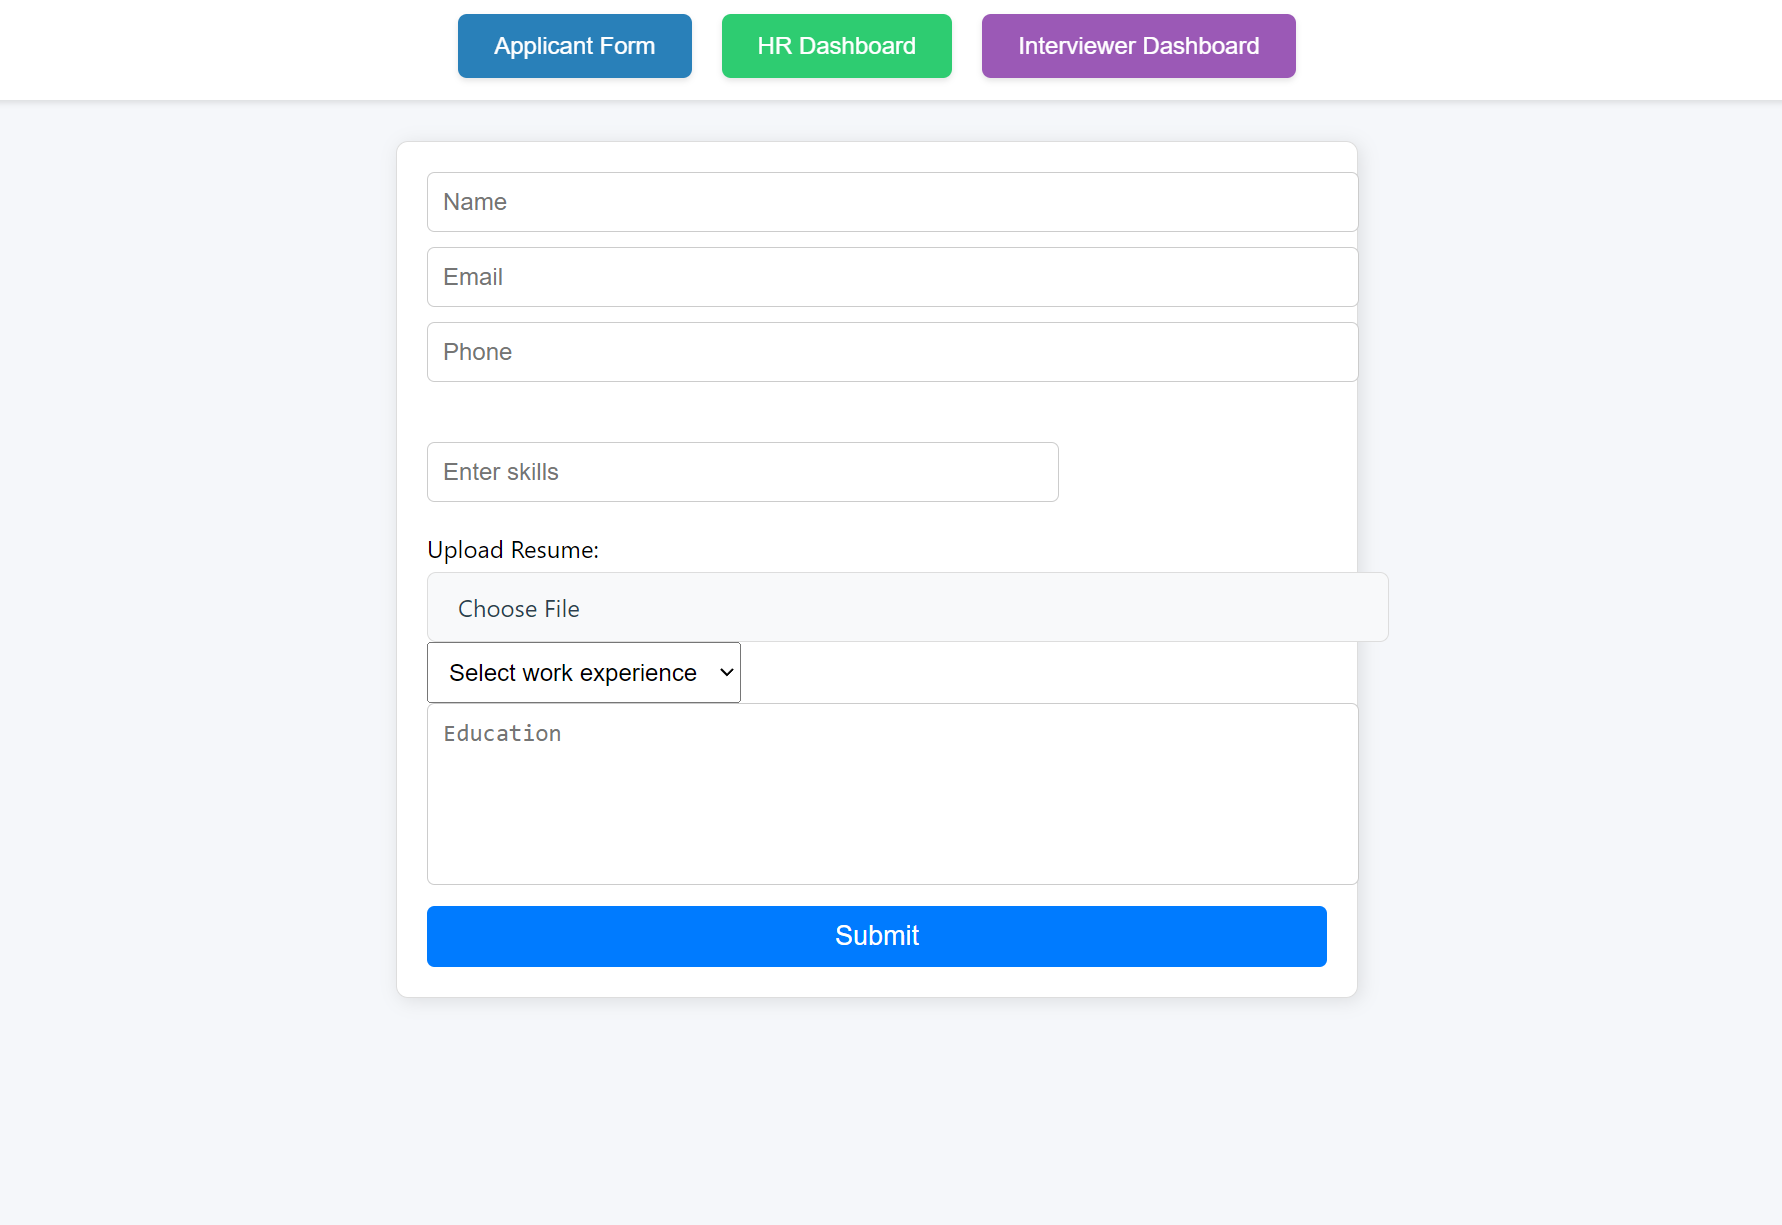 Applicant Form HR Dashboard Interviewer Dashboard
Name
Email
Phone
Enter skills
Upload Resume:
Choose File
Select work experience
Education
Submit